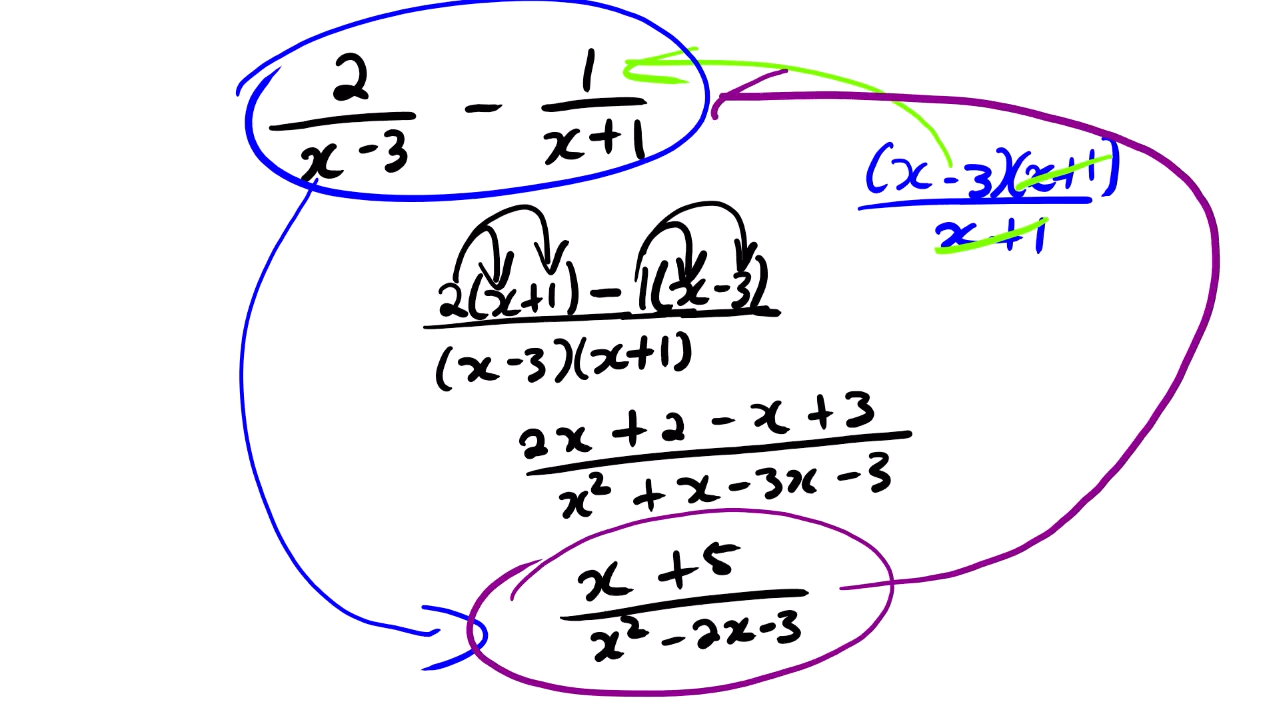 2/(x-3) - 1/(x+1)
(x-3)(x+1)/(x+1)
2(x+1) - 1(x-3)/(x-3)(x+1)
2x + 2 - x + 3/x² + x - 3x - 3
x + 5/x² - 2x - 3